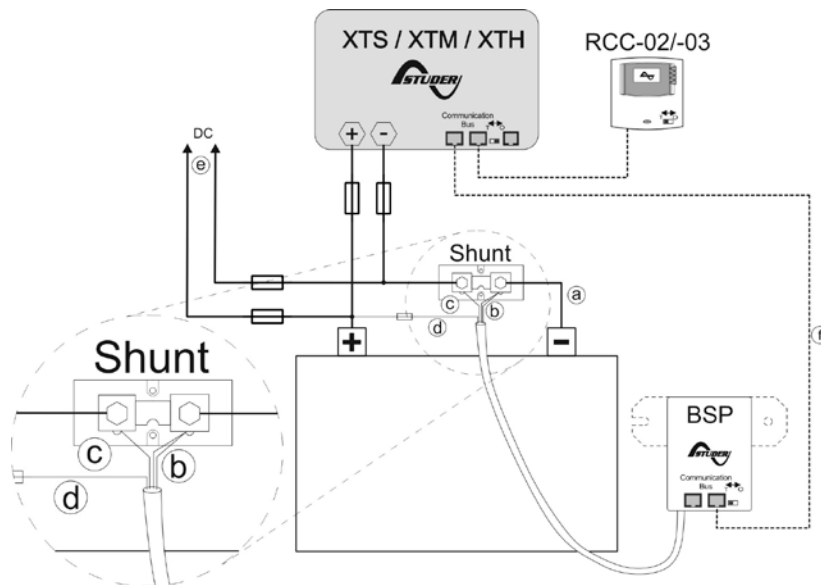 XTS / XTM / XTH
STUDER
+
-
Communication
Bus
T O
RCC-02/-03
T O
DC
e
Shunt
c
b
a
d
+
-
f
Shunt
c
b
d
BSP
STUDER
Communication
Bus
T O